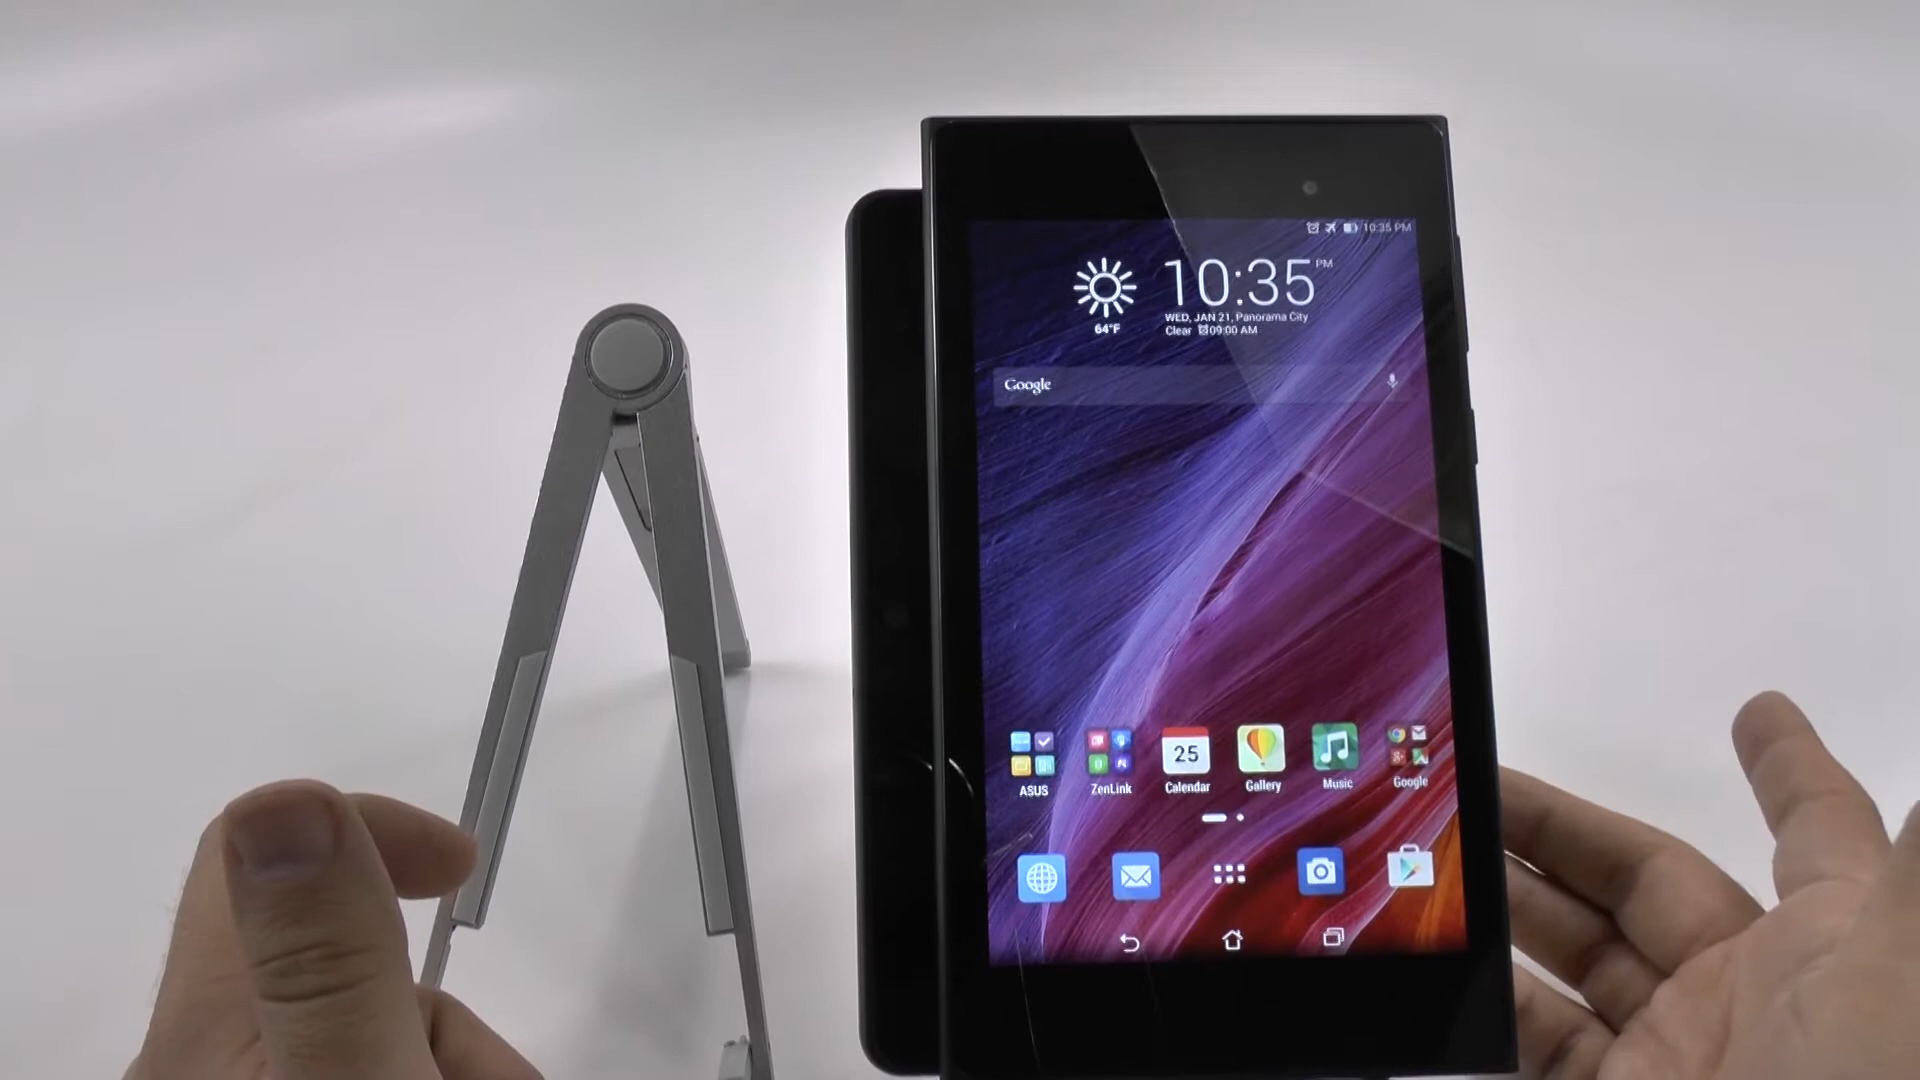 10:35 PM
10:35 PM
64°F
WED, JAN 21, Panorama City
Clear 09:00 AM
Google
25
ASUS ZenLink Calendar Gallery Music Google